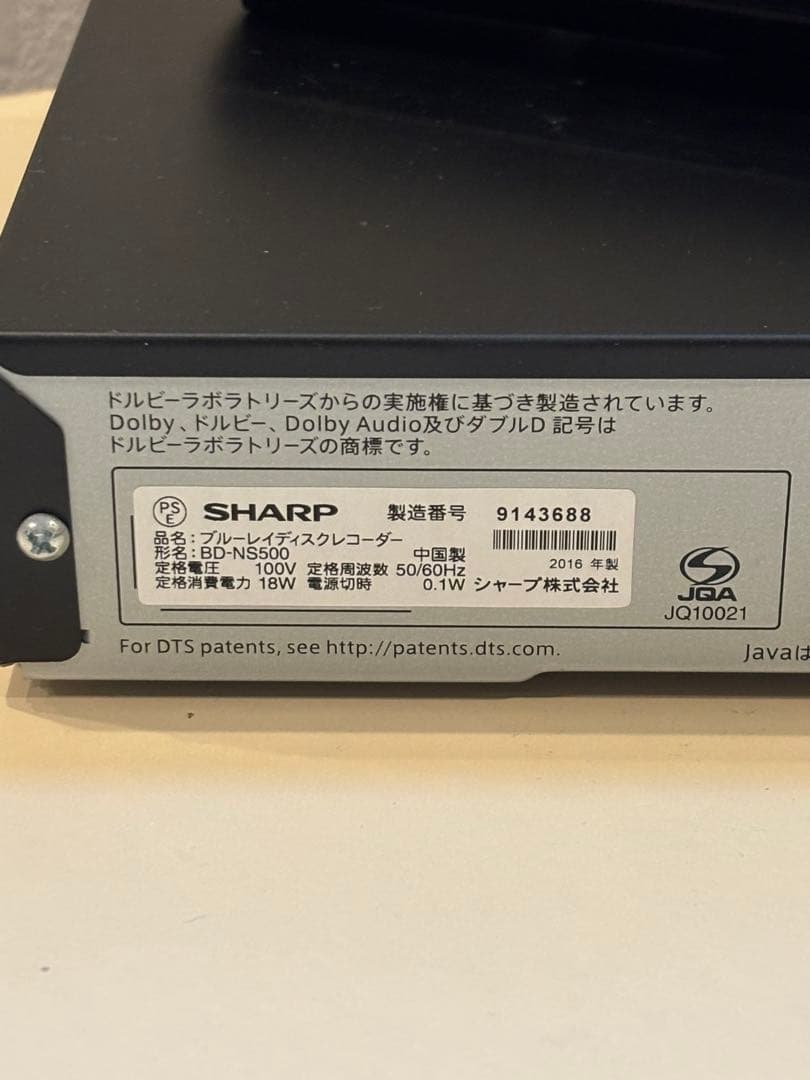 ドルビーラボラトリーズからの実施権に基づき製造されています。
Dolby、ドルビー、Dolby Audio及びダブルD 記号は
ドルビーラボラトリーズの商標です。
PS
E
SHARP 製造番号 9143688
品名：ブルーレイディスクレコーダー
形名：BD-NS500 中国製
定格電圧 100V 定格周波数 50/60Hz 2016 年製
定格消費電力 18W 電源切時 0.1W シャープ株式会社
JQA
JQ10021
For DTS patents, see http://patents.dts.com.
Javaは